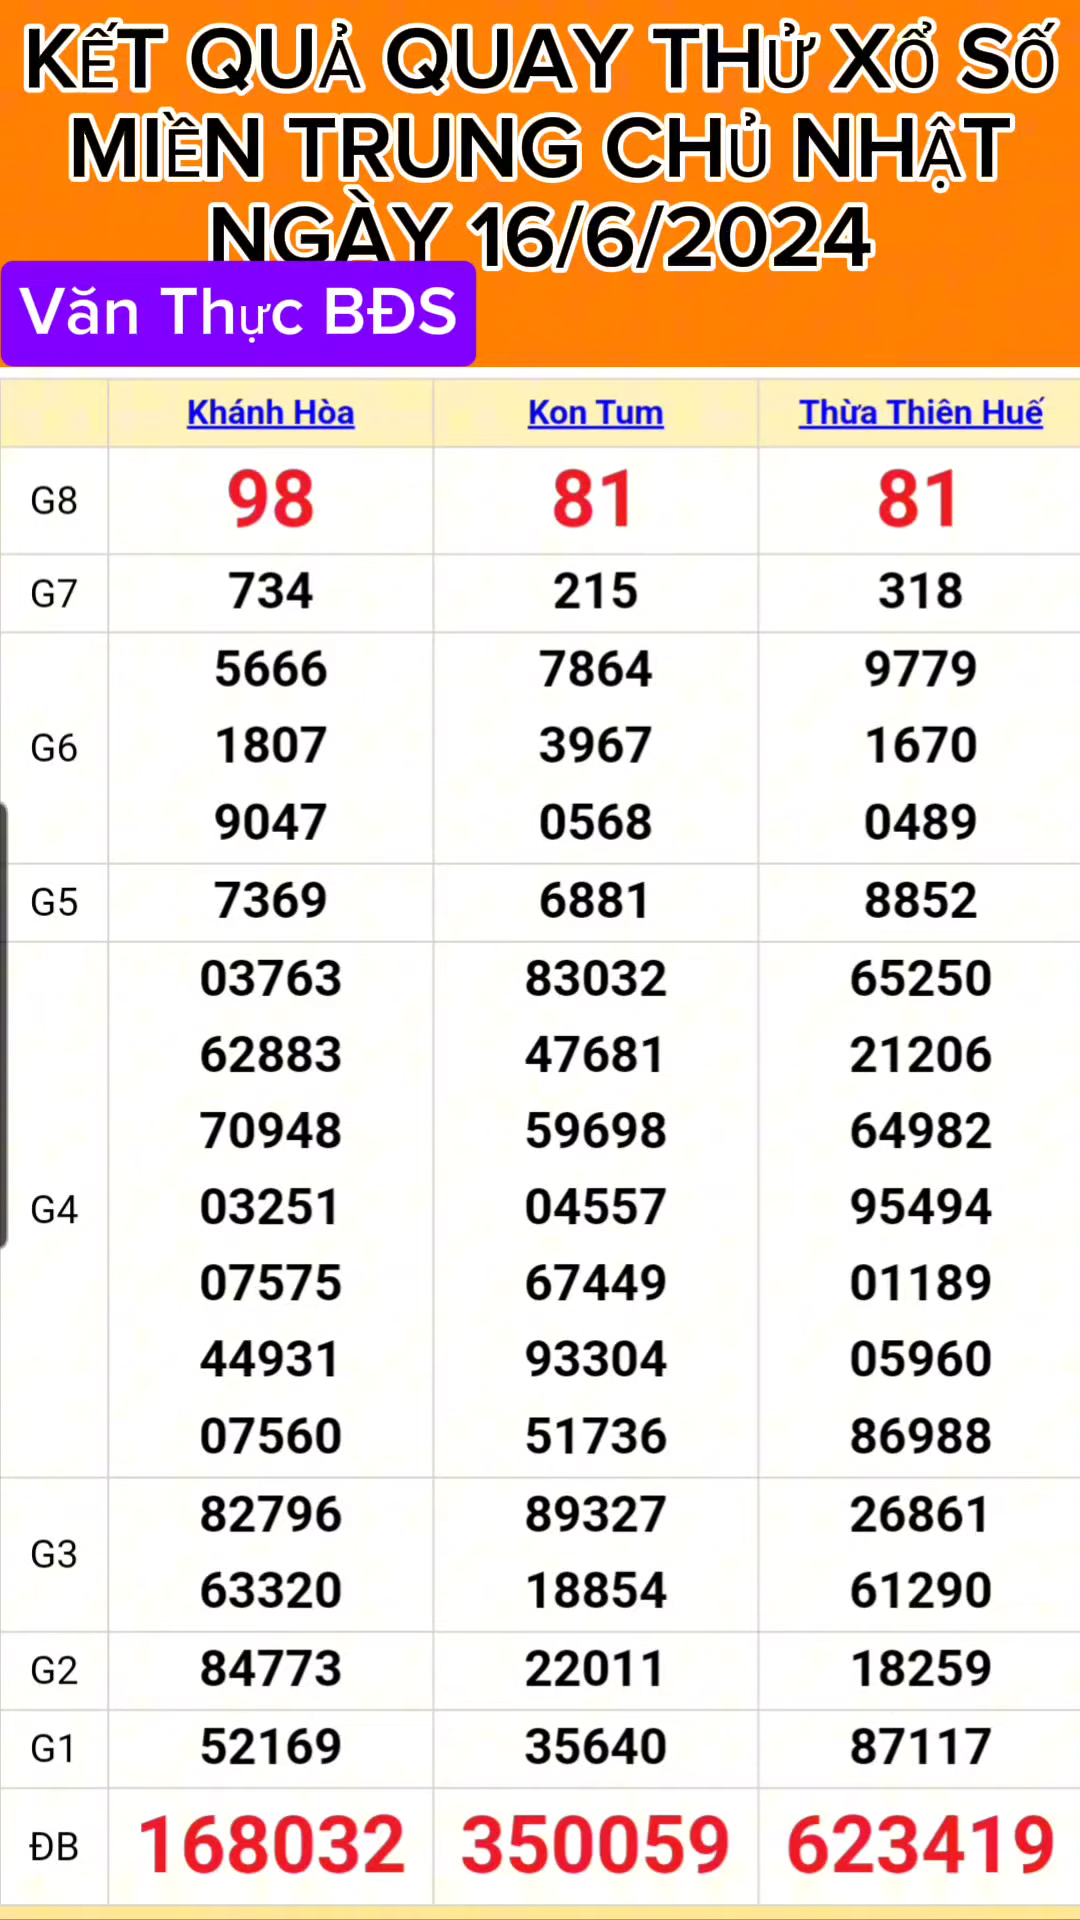 KẾT QUẢ QUAY THỬ XỔ SỐ
MIỀN TRUNG CHỦ NHẬT
NGÀY 16/6/2024
Văn Thực BĐS
Khánh Hòa Kon Tum Thừa Thiên Huế
G8 98 81 81
G7 734 215 318
5666 7864 9779
G6 1807 3967 1670
9047 0568 0489
G5 7369 6881 8852
03763 83032 65250
62883 47681 21206
70948 59698 64982
G4 03251 04557 95494
07575 67449 01189
44931 93304 05960
07560 51736 86988
G3 82796 89327 26861
63320 18854 61290
G2 84773 22011 18259
G1 52169 35640 87117
ĐB 168032 350059 623419